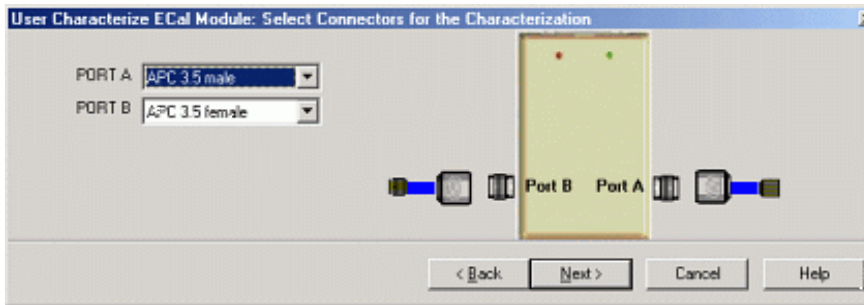 User Characterize ECal Module: Select Connectors for the Characterization
PORT A APC 3.5 male
PORT B APC 3.5 female
Port B Port A
< Back Next > Cancel Help